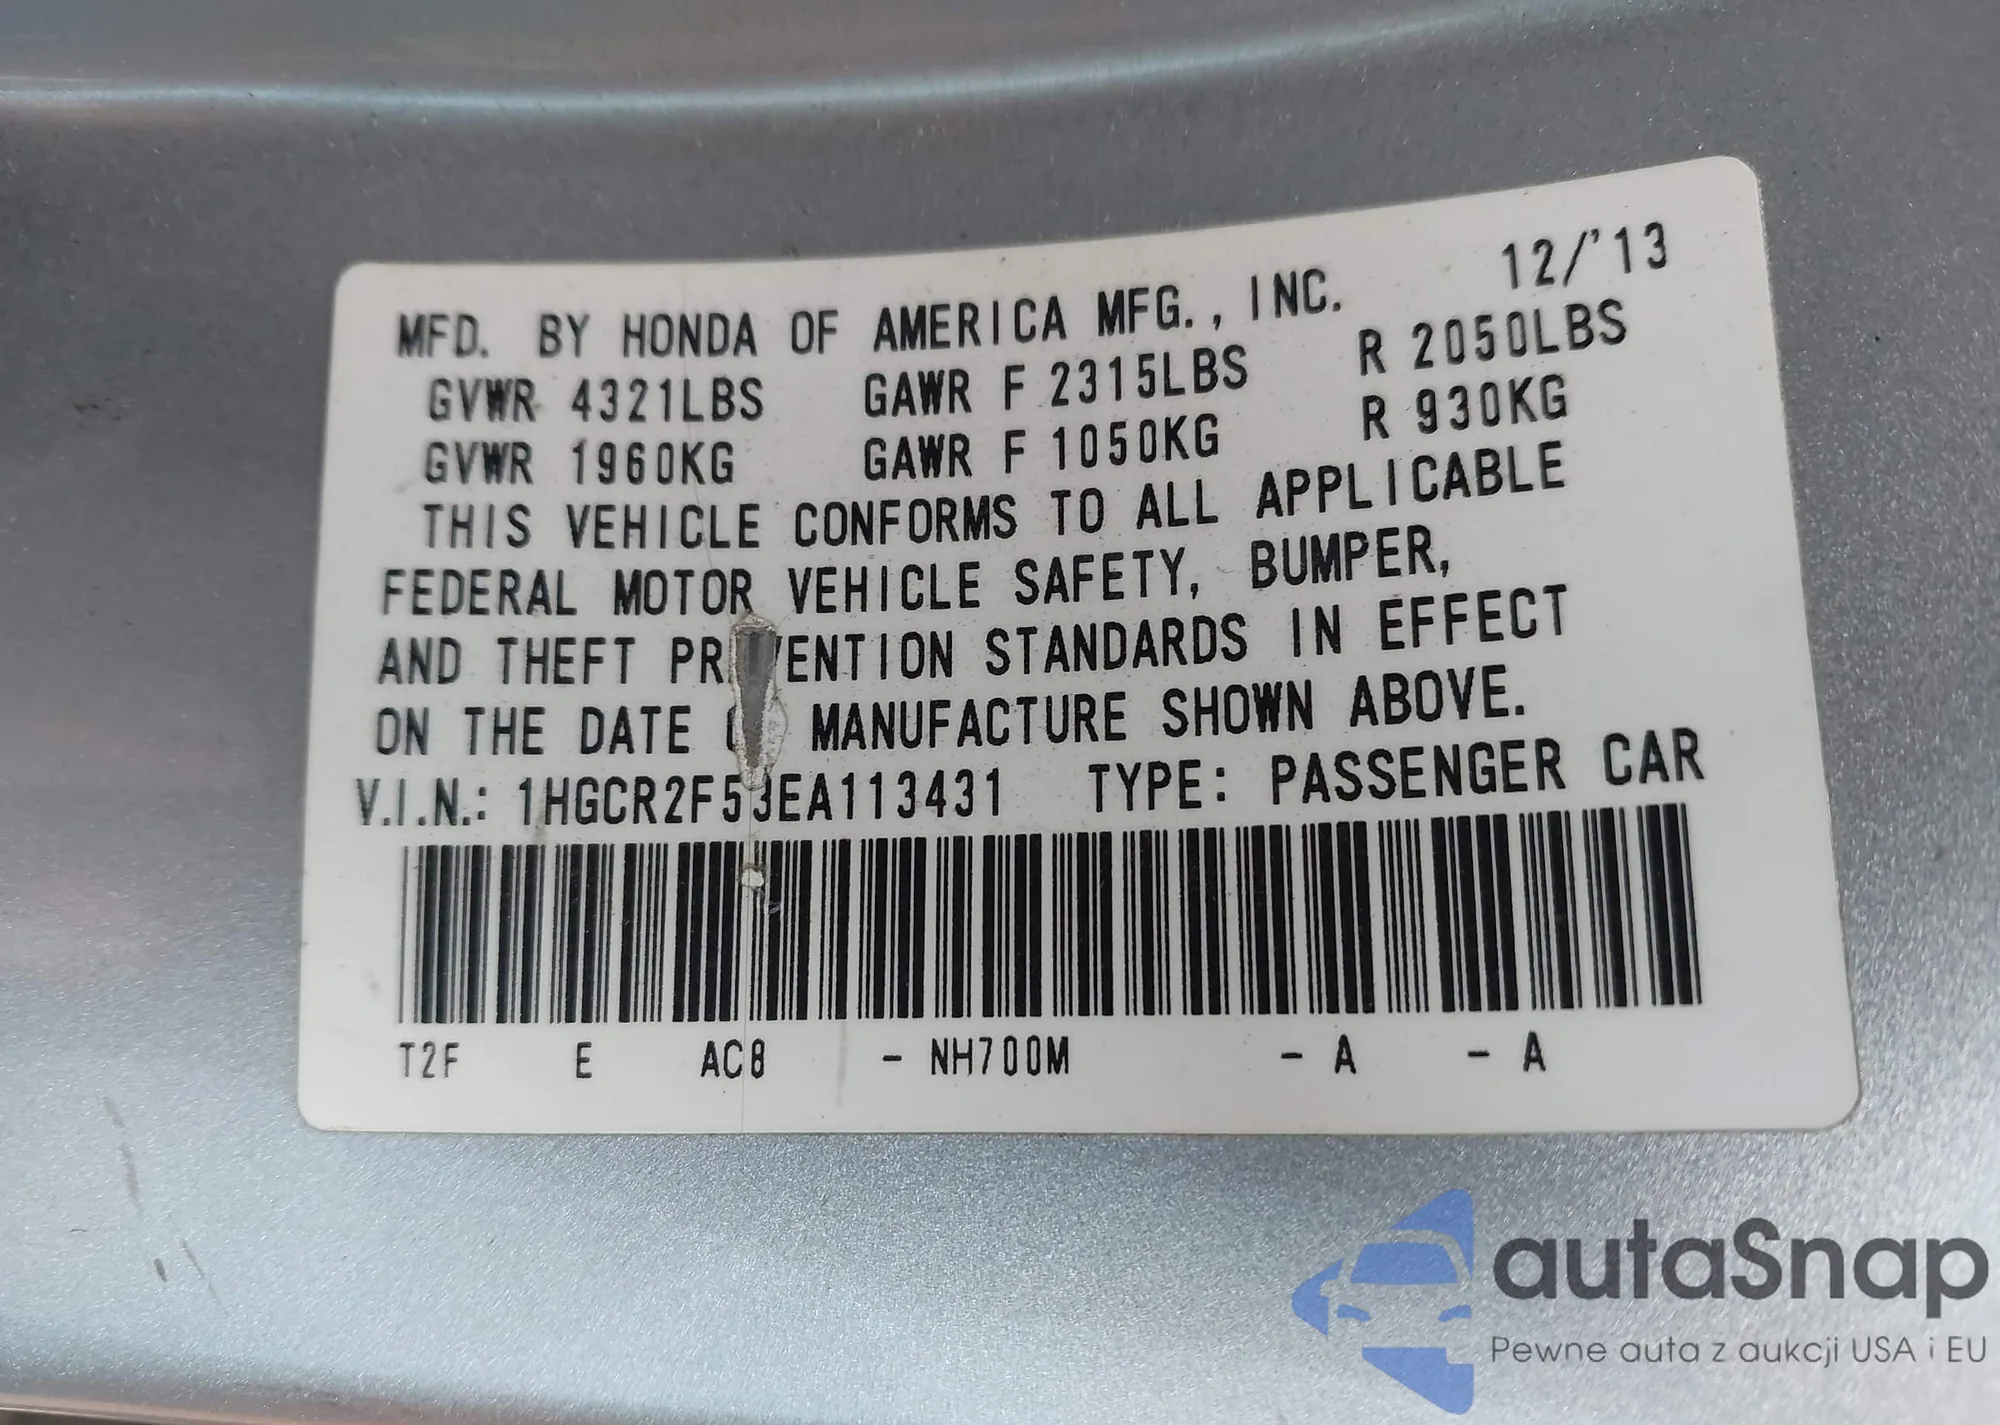 12/'13
MFD. BY HONDA OF AMERICA MFG., INC.
GVWR 4321LBS GAWR F 2315LBS R 2050LBS
GVWR 1960KG GAWR F 1050KG R 930KG
THIS VEHICLE CONFORMS TO ALL APPLICABLE
FEDERAL MOTOR VEHICLE SAFETY, BUMPER,
AND THEFT STANDARDS IN EFFECT
ON THE DATE MANUFACTURE SHOWN ABOVE.
V.I.N.: 1HGCR2F53EA113431 TYPE: PASSENGER CAR
T2F E AC8 - NH700M - A - A
autaSnap
Pewne auta z aukcji USA i EU